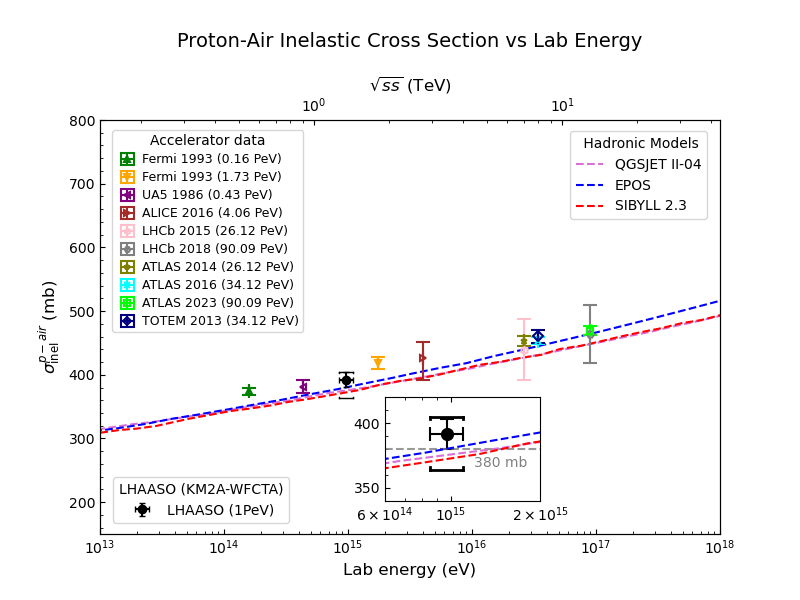 Proton-Air Inelastic Cross Section vs Lab Energy
√ss (TeV)
10⁰ 10¹
800
700
600
500
400
300
200
σ_inel^{p−air} (mb)
Accelerator data
Fermi 1993 (0.16 PeV)
Fermi 1993 (1.73 PeV)
UA5 1986 (0.43 PeV)
ALICE 2016 (4.06 PeV)
LHCb 2015 (26.12 PeV)
LHCb 2018 (90.09 PeV)
ATLAS 2014 (26.12 PeV)
ATLAS 2016 (34.12 PeV)
ATLAS 2023 (90.09 PeV)
TOTEM 2013 (34.12 PeV)
Hadronic Models
QGSJET II-04
EPOS
SIBYLL 2.3
LHAASO (KM2A-WFCTA)
LHAASO (1PeV)
400
350
380 mb
6 × 10¹⁴ 10¹⁵ 2 × 10¹⁵
10¹³ 10¹⁴ 10¹⁵ 10¹⁶ 10¹⁷ 10¹⁸
Lab energy (eV)